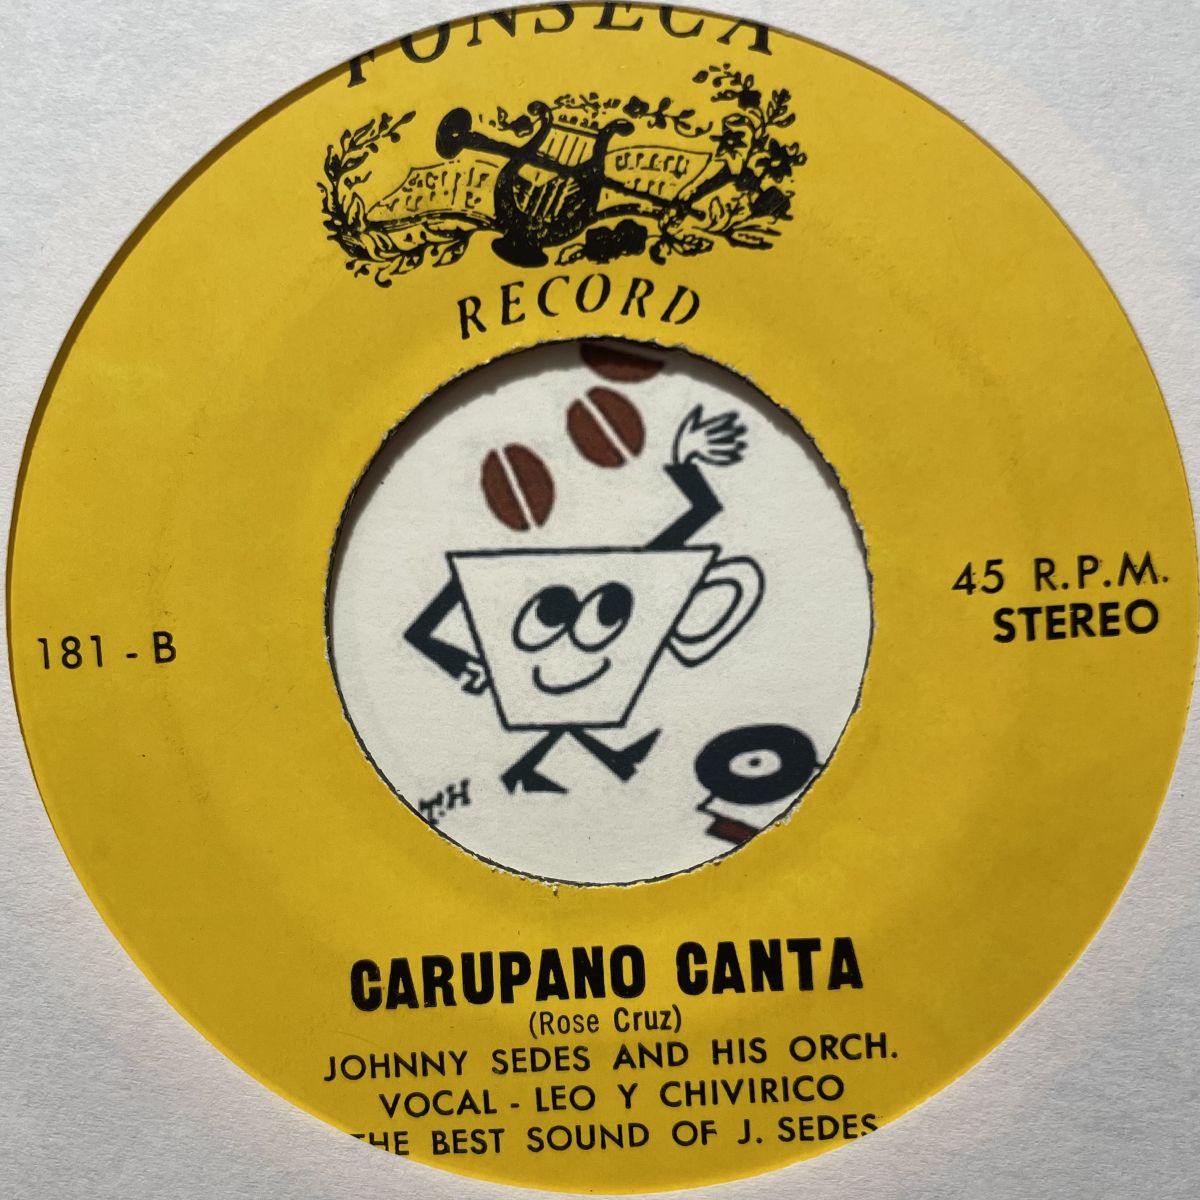 FONSECA
RECORD
45 R.P.M.
STEREO
181 - B
T.H
CARUPANO CANTA
(Rose Cruz)
JOHNNY SEDES AND HIS ORCH.
VOCAL - LEO Y CHIVIRICO
THE BEST SOUND OF J. SEDES